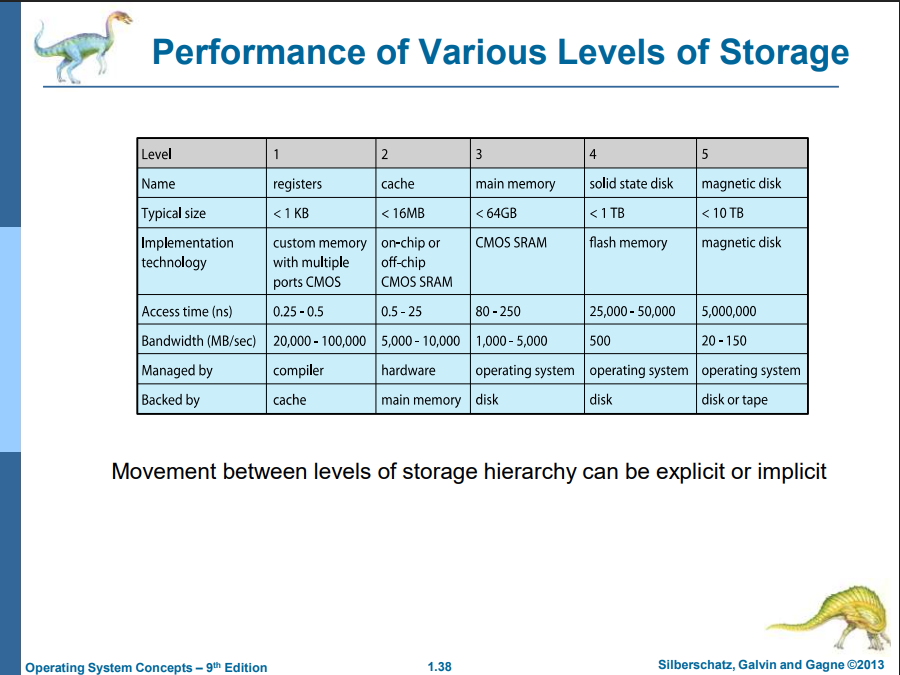 Performance of Various Levels of Storage
Level 1 2 3 4 5
Name registers cache main memory solid state disk magnetic disk
Typical size < 1 KB < 16MB < 64GB < 1 TB < 10 TB
Implementation technology custom memory with multiple ports CMOS on-chip or off-chip CMOS SRAM CMOS SRAM flash memory magnetic disk
Access time (ns) 0.25 - 0.5 0.5 - 25 80 - 250 25,000 - 50,000 5,000,000
Bandwidth (MB/sec) 20,000 - 100,000 5,000 - 10,000 1,000 - 5,000 500 20 - 150
Managed by compiler hardware operating system operating system operating system
Backed by cache main memory disk disk disk or tape
Movement between levels of storage hierarchy can be explicit or implicit
Operating System Concepts – 9th Edition 1.38 Silberschatz, Galvin and Gagne ©2013